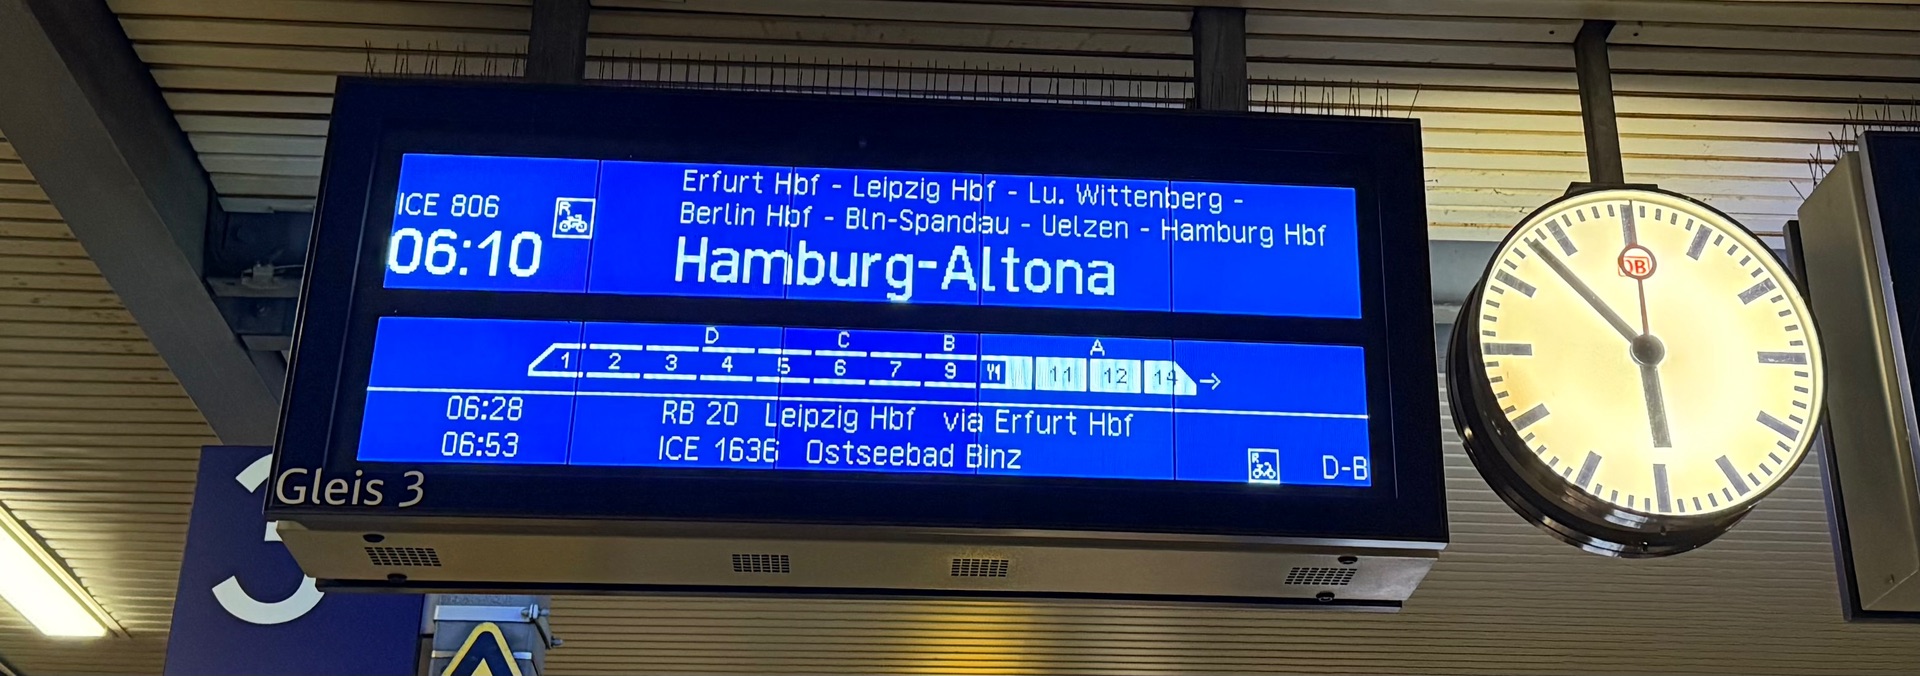 ICE 806
06:10
Erfurt Hbf - Leipzig Hbf - Lu. Wittenberg -
Berlin Hbf - Bln-Spandau - Uelzen - Hamburg Hbf
Hamburg-Altona
D C B A
1 2 3 4 5 6 7 9 11 12 14
06:28 RB 20 Leipzig Hbf via Erfurt Hbf
06:53 ICE 1636 Ostseebad Binz R D-B
Gleis 3
3
R
DB